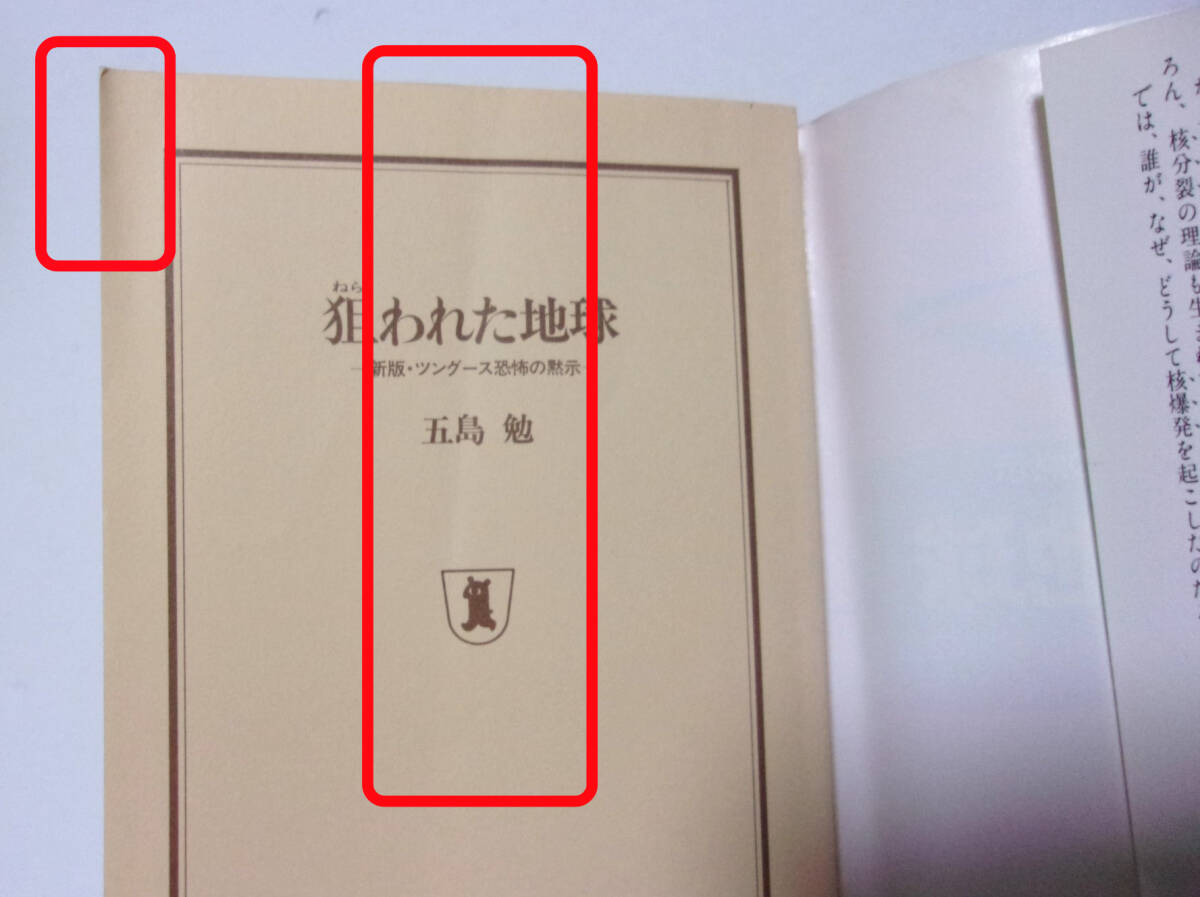 ねら
狙われた地球
―新版・ツングース恐怖の黙示―
五島 勉
ろん、核分裂の理論も生ま
では、誰が、なぜ、どうして核爆発を起こしたのだ